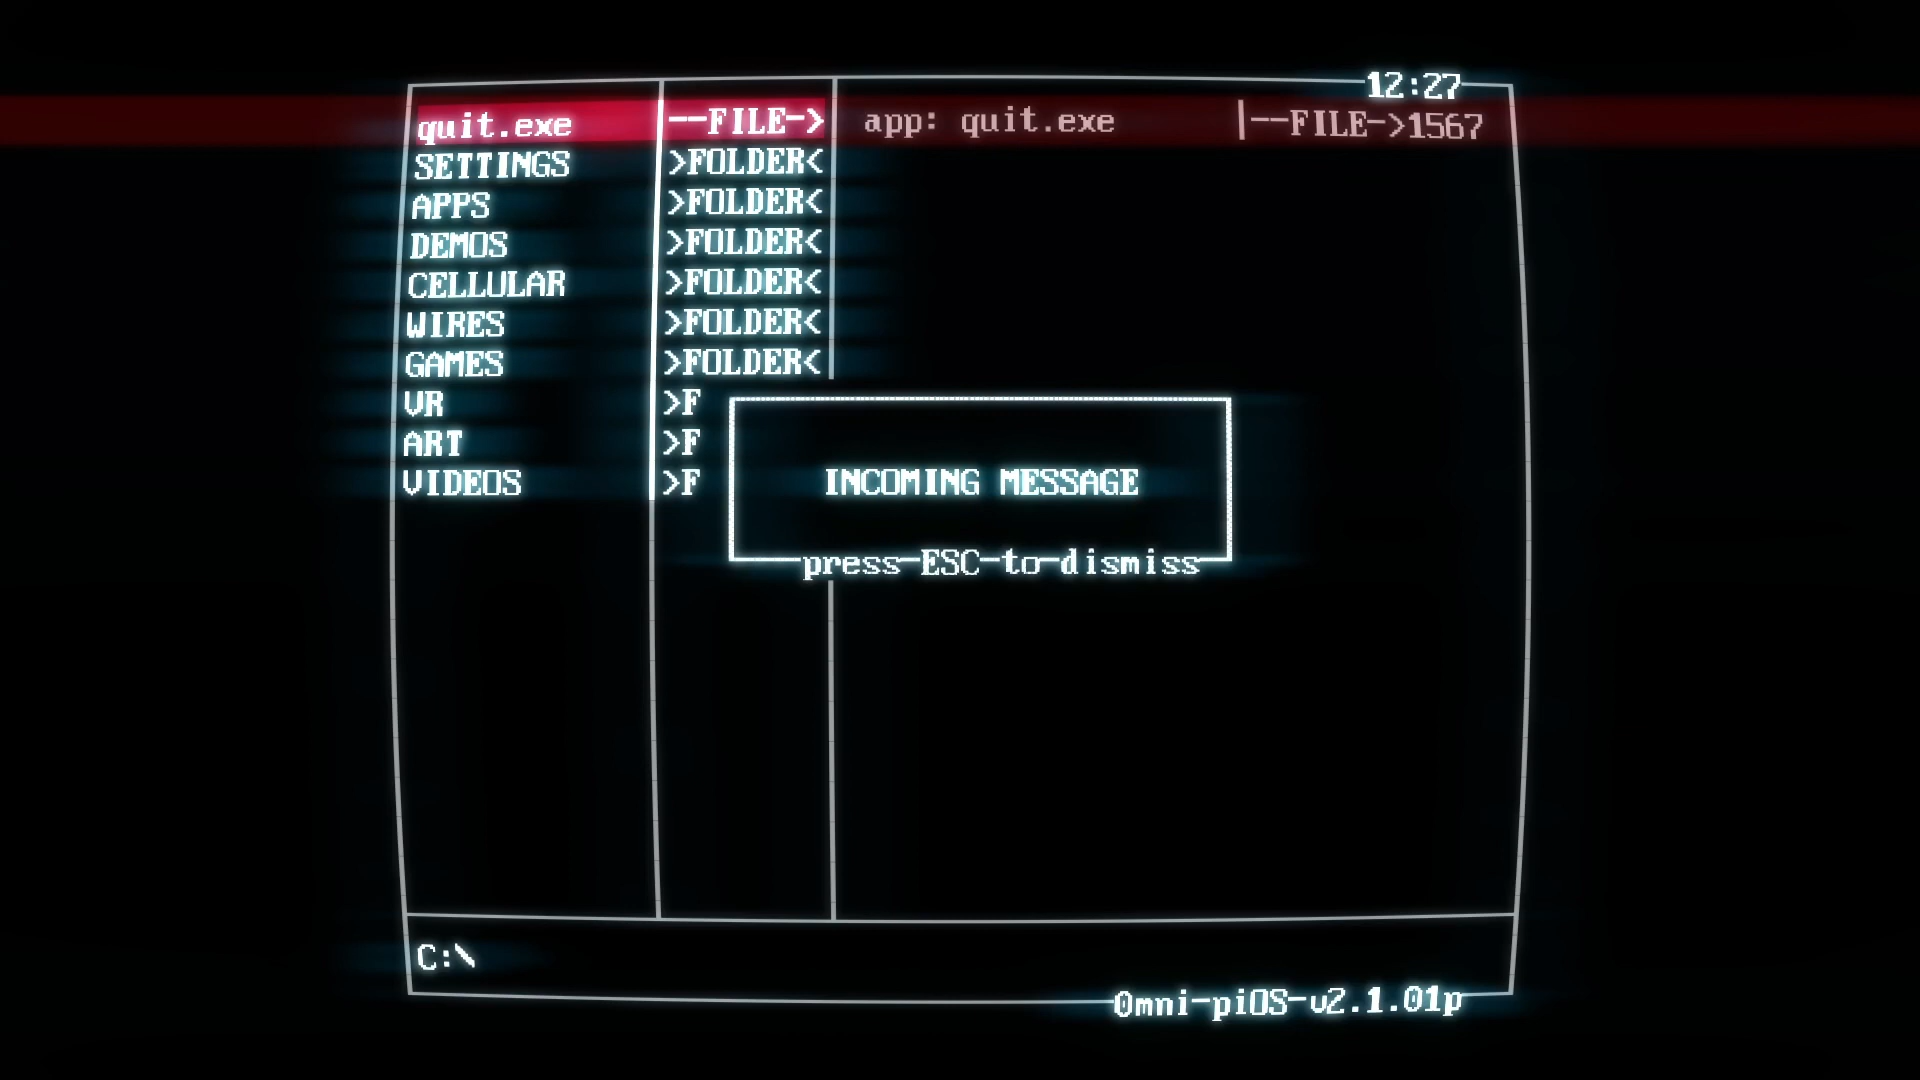 12:27
quit.exe --FILE-> app: quit.exe |--FILE->1567
SETTINGS >FOLDER<
APPS >FOLDER<
DEMOS >FOLDER<
CELLULAR >FOLDER<
WIRES >FOLDER<
GAMES >FOLDER<
VR >F
ART >F
VIDEOS >F
INCOMING MESSAGE
press-ESC-to-dismiss
C:\
Omni-piOS-v2.1.01p